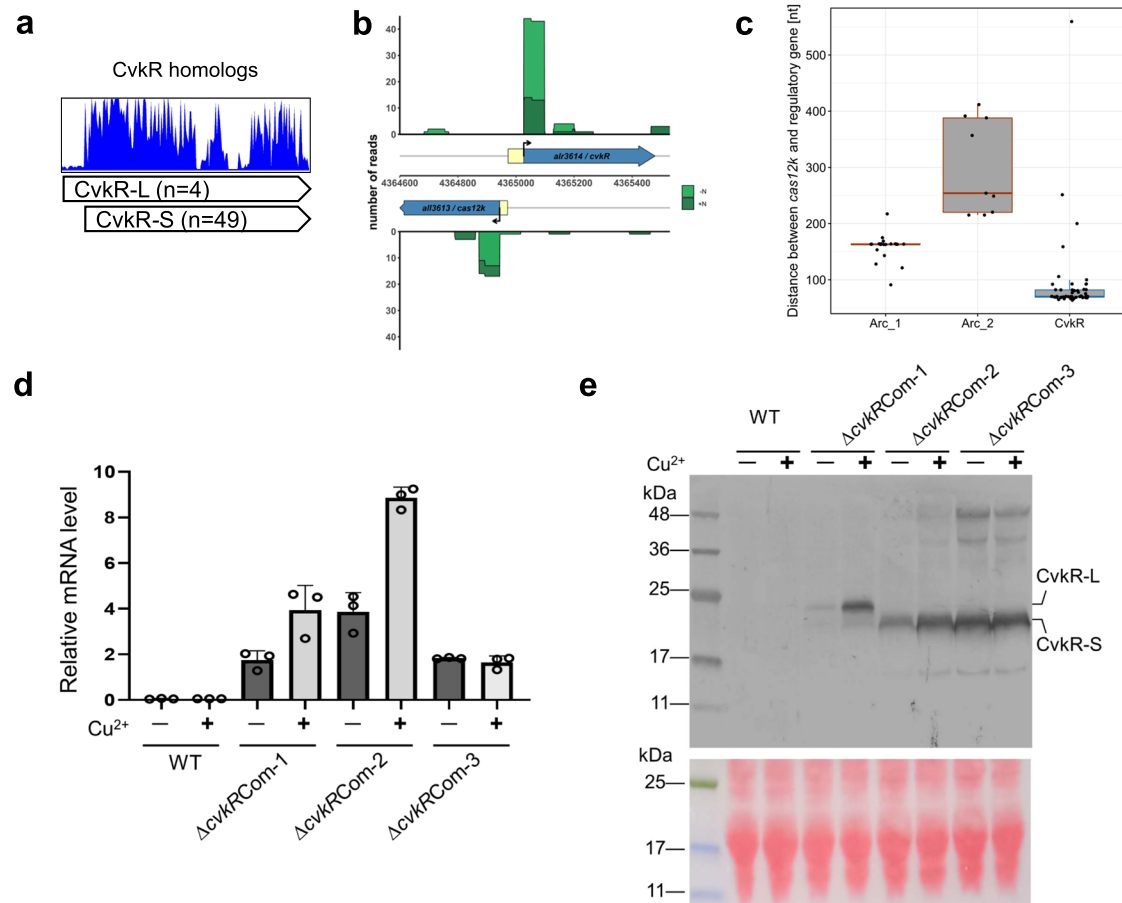 a
CvkR homologs
CvkR-L (n=4)
CvkR-S (n=49)
b
number of reads
40
30
20
10
0
alr3614 / cvkR
4364600 4364800 4365000 4365200 4365400
all3613 / cas12k
0
10
20
30
40
-N
+N
c
Distance between cas12k and regulatory gene [nt]
500
400
300
200
100
Arc_1 Arc_2 CvkR
d
Relative mRNA level
10
8
6
4
2
0
Cu2+ — + — + — + — +
WT ΔcvkRCom-1 ΔcvkRCom-2 ΔcvkRCom-3
e
WT ΔcvkRCom-1 ΔcvkRCom-2 ΔcvkRCom-3
Cu2+ — + — + — + — +
kDa
48
36
25
17
11
CvkR-L
CvkR-S
kDa
25
17
11